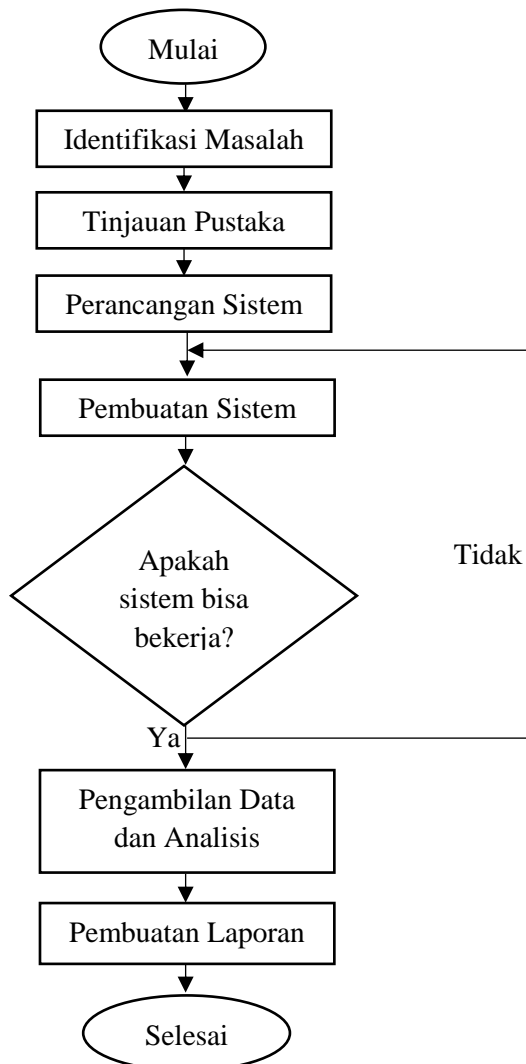 Mulai
Identifikasi Masalah
Tinjauan Pustaka
Perancangan Sistem
Pembuatan Sistem
Apakah
sistem bisa
bekerja?
Tidak
Ya
Pengambilan Data
dan Analisis
Pembuatan Laporan
Selesai